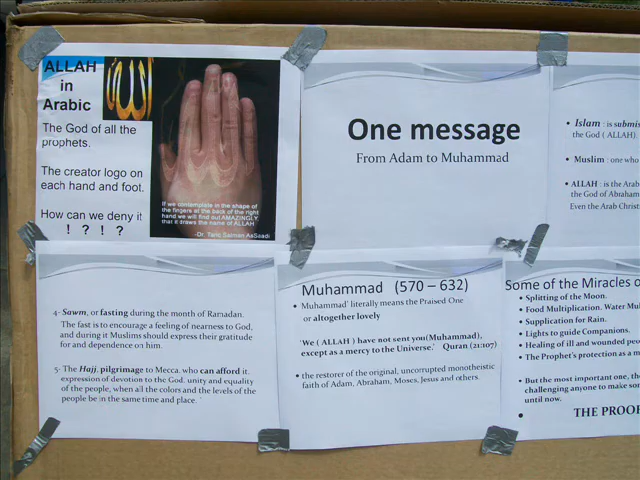 ALLAH
in
Arabic
The God of all the
prophets.
The creator logo on
each hand and foot.
How can we deny it
! ? ! ?
If we contemplate in the shape of
the fingers at the back of the right
hand we will find out AMAZINGLY,
that it draws the name of ALLAH.
-Dr. Tariq Salman AsSaadi
One message
From Adam to Muhammad
• Islam : is submis
the God ( ALLAH).
• Muslim : one who
• ALLAH : is the Arab
the God of Abraham
Even the Arab Christ
4- Sawm, or fasting during the month of Ramadan.
The fast is to encourage a feeling of nearness to God,
and during it Muslims should express their gratitude
for and dependence on him.
5- The Hajj, pilgrimage to Mecca, who can afford it.
expression of devotion to the God, unity and equality
of the people, when all the colors and the levels of
people be in the same time and place.
Muhammad (570 – 632)
• Muhammad' literally means the Praised One
or altogether lovely
'We ( ALLAH ) have not sent you(Muhammad),
except as a mercy to the Universe.' Quran (21:107)
• the restorer of the original, uncorrupted monotheistic
faith of Adam, Abraham, Moses, Jesus and others.
Some of the Miracles o
• Splitting of the Moon.
• Food Multiplication. Water Mul
• Supplication for Rain.
• Lights to guide Companions.
• Healing of ill and wounded peo
• The Prophet's protection as a m
• But the most important one, th
challenging anyone to make som
until now.
• THE PROOF